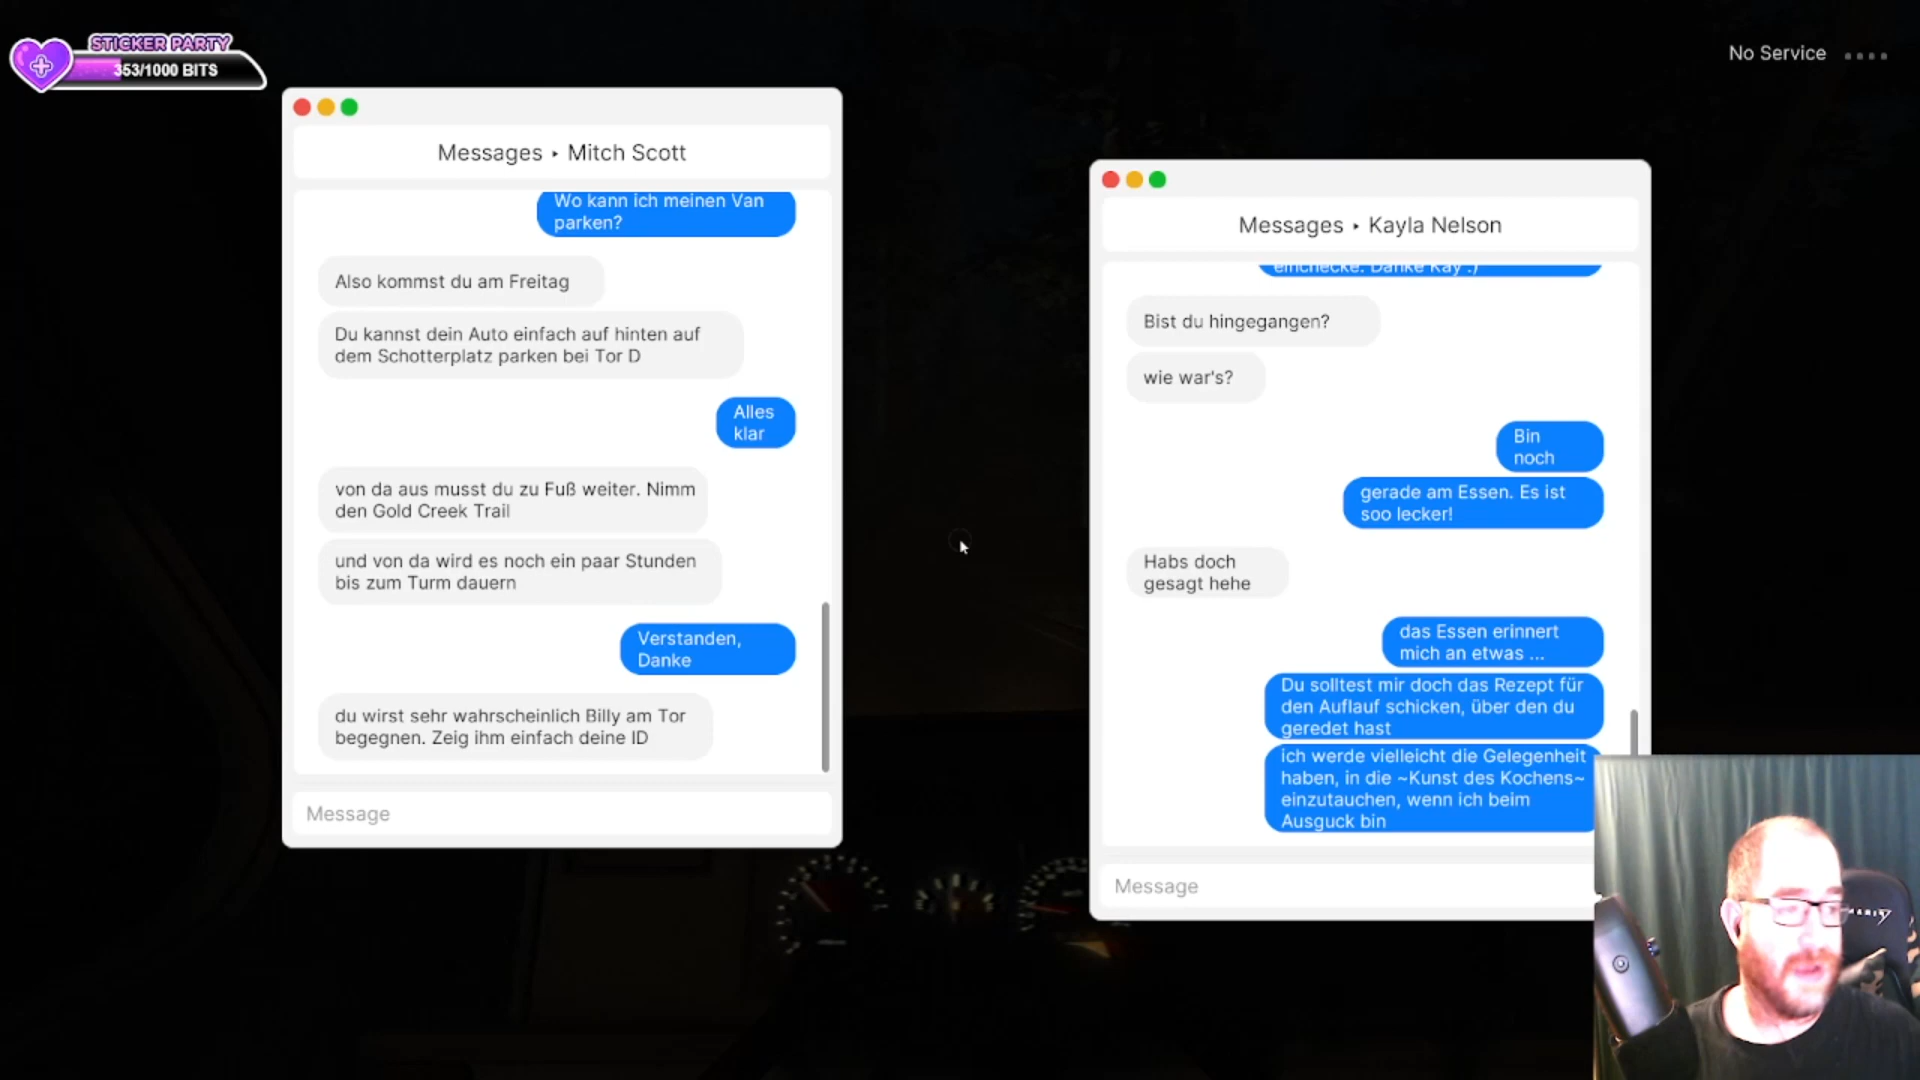 STICKER PARTY
353/1000 BITS
No Service
Messages ‣ Mitch Scott
Wo kann ich meinen Van
parken?
Also kommst du am Freitag
Du kannst dein Auto einfach auf hinten auf
dem Schotterplatz parken bei Tor D
Alles
klar
von da aus musst du zu Fuß weiter. Nimm
den Gold Creek Trail
und von da wird es noch ein paar Stunden
bis zum Turm dauern
Verstanden,
Danke
du wirst sehr wahrscheinlich Billy am Tor
begegnen. Zeig ihm einfach deine ID
Message
Messages ‣ Kayla Nelson
einchecke. Danke Kay :)
Bist du hingegangen?
wie war's?
Bin
noch
gerade am Essen. Es ist
soo lecker!
Habs doch
gesagt hehe
das Essen erinnert
mich an etwas ...
Du solltest mir doch das Rezept für
den Auflauf schicken, über den du
geredet hast
ich werde vielleicht die Gelegenheit
haben, in die ~Kunst des Kochens~
einzutauchen, wenn ich beim
Ausguck bin
Message